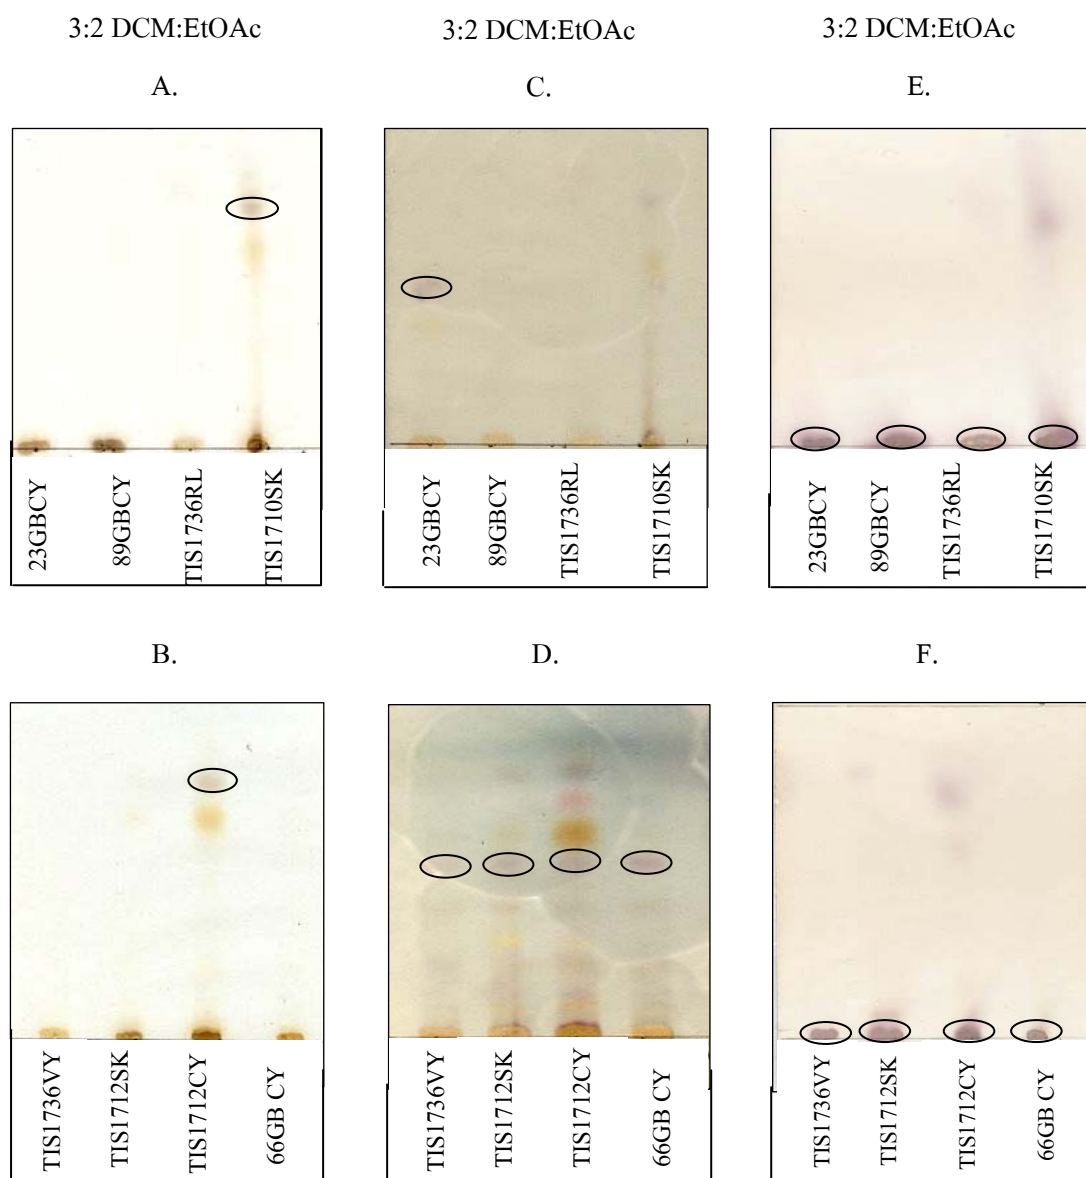 3:2 DCM:EtOAc
3:2 DCM:EtOAc
3:2 DCM:EtOAc
A.
C.
E.
23GBCY
89GBCY
TIS1736RL
TIS1710SK
23GBCY
89GBCY
TIS1736RL
TIS1710SK
23GBCY
89GBCY
TIS1736RL
TIS1710SK
B.
D.
F.
TIS1736VY
TIS1712SK
TIS1712CY
66GB CY
TIS1736VY
TIS1712SK
TIS1712CY
66GB CY
TIS1736VY
TIS1712SK
TIS1712CY
66GB CY